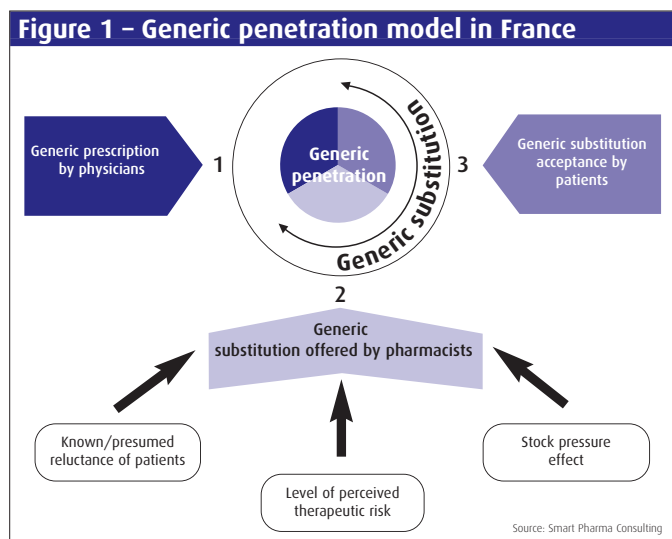 Figure 1 – Generic penetration model in France
Generic prescription
by physicians
1
Generic
penetration
Generic substitution
3
Generic substitution
acceptance by
patients
2
Generic
substitution offered by pharmacists
Known/presumed
reluctance of patients
Level of perceived
therapeutic risk
Stock pressure
effect
Source: Smart Pharma Consulting